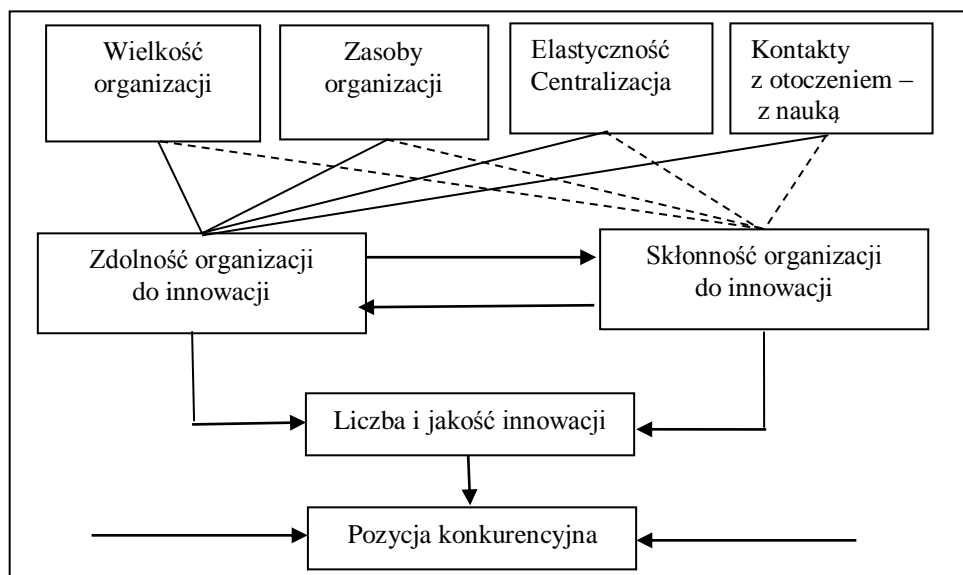 Wielkość
organizacji
Zasoby
organizacji
Elastyczność
Centralizacja
Kontakty
z otoczeniem –
z nauką
Zdolność organizacji
do innowacji
Skłonność organizacji
do innowacji
Liczba i jakość innowacji
Pozycja konkurencyjna